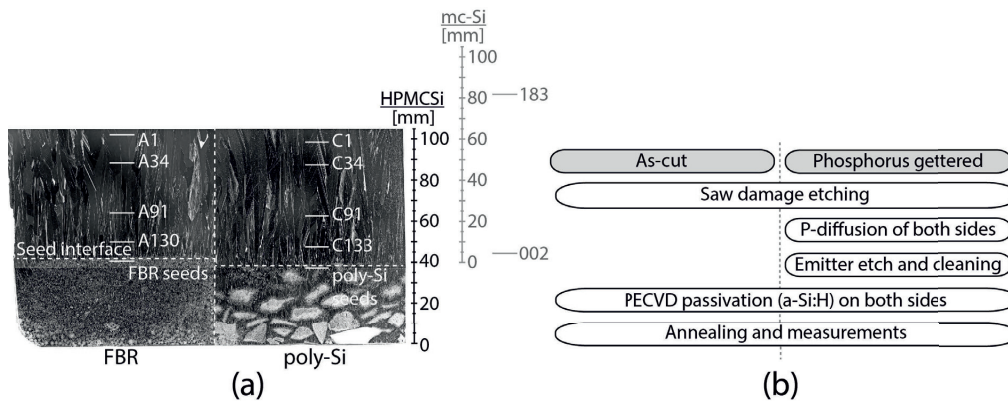 mc-Si
[mm]
100
80
183
60
40
20
002
0
HPMCSi
[mm]
100
80
60
40
20
0
A1
A34
A91
A130
C1
C34
C91
C133
Seed interface
FBR seeds
poly-Si
seeds
FBR
poly-Si
(a)
As-cut
Phosphorus gettered
Saw damage etching
P-diffusion of both sides
Emitter etch and cleaning
PECVD passivation (a-Si:H) on both sides
Annealing and measurements
(b)